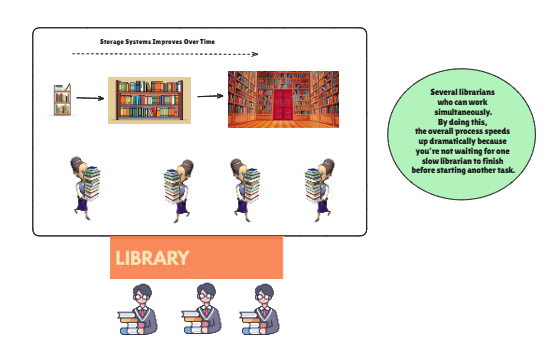 Storage Systems Improves Over Time
Several librarians
who can work
simultaneously.
By doing this,
the overall process speeds
up dramatically because
you're not waiting for one
slow librarian to finish
before starting another task.
LIBRARY